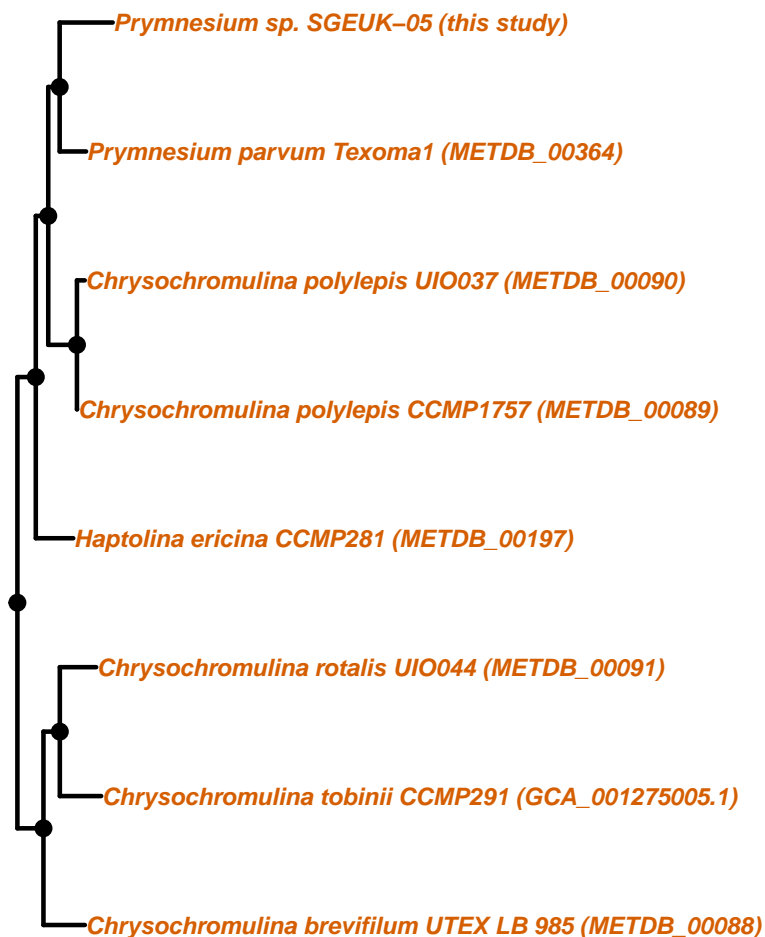 Prymnesium sp. SGEUK–05 (this study)
Prymnesium parvum Texoma1 (METDB_00364)
Chrysochromulina polylepis UIO037 (METDB_00090)
Chrysochromulina polylepis CCMP1757 (METDB_00089)
Haptolina ericina CCMP281 (METDB_00197)
Chrysochromulina rotalis UIO044 (METDB_00091)
Chrysochromulina tobinii CCMP291 (GCA_001275005.1)
Chrysochromulina brevifilum UTEX LB 985 (METDB_00088)